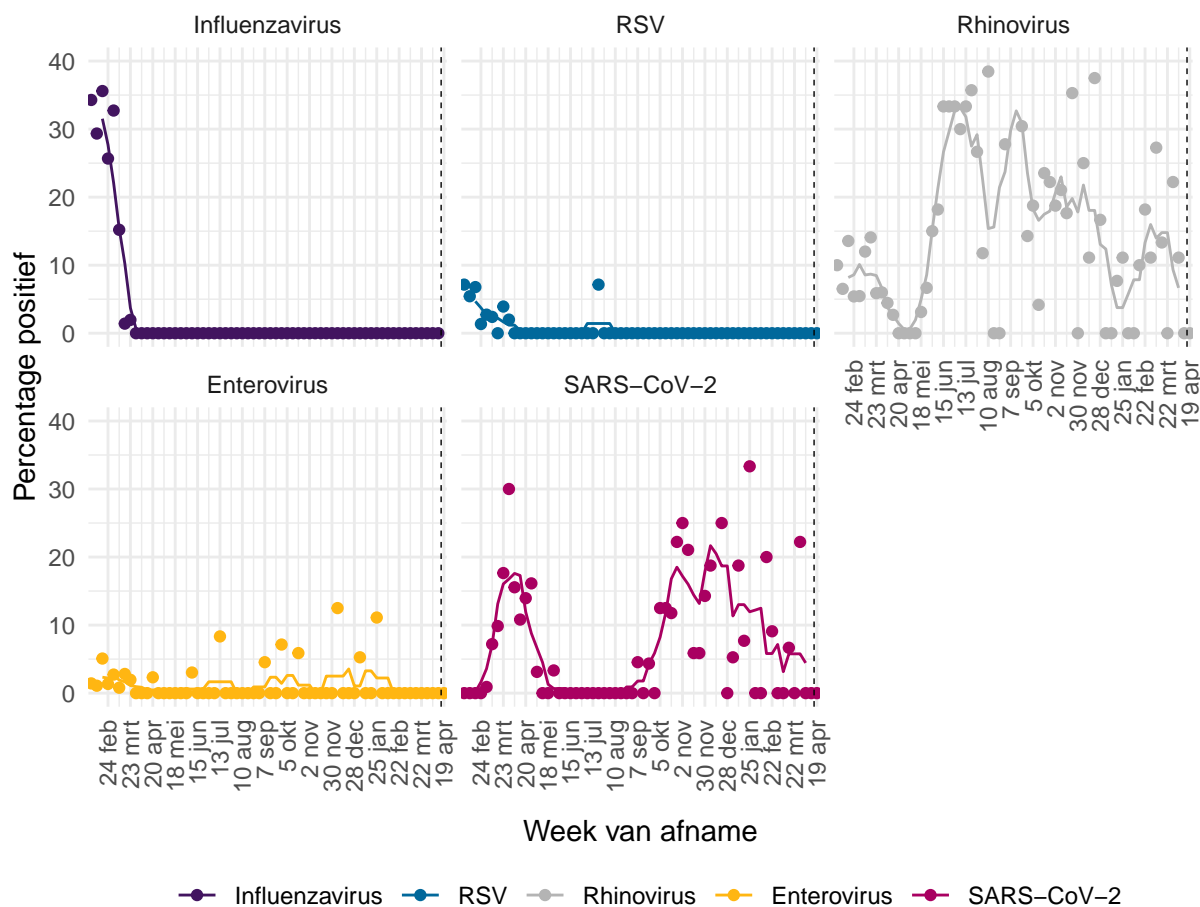 Influenzavirus RSV Rhinovirus
40
30
20
10
0
24 feb 23 mrt 20 apr 18 mei 15 jun 13 jul 10 aug 7 sep 5 okt 2 nov 30 nov 28 dec 25 jan 22 feb 22 mrt 19 apr
Percentage positief
Enterovirus SARS−CoV−2
40
30
20
10
0
24 feb 23 mrt 20 apr 18 mei 15 jun 13 jul 10 aug 7 sep 5 okt 2 nov 30 nov 28 dec 25 jan 22 feb 22 mrt 19 apr
24 feb 23 mrt 20 apr 18 mei 15 jun 13 jul 10 aug 7 sep 5 okt 2 nov 30 nov 28 dec 25 jan 22 feb 22 mrt 19 apr
Week van afname
Influenzavirus RSV Rhinovirus Enterovirus SARS−CoV−2